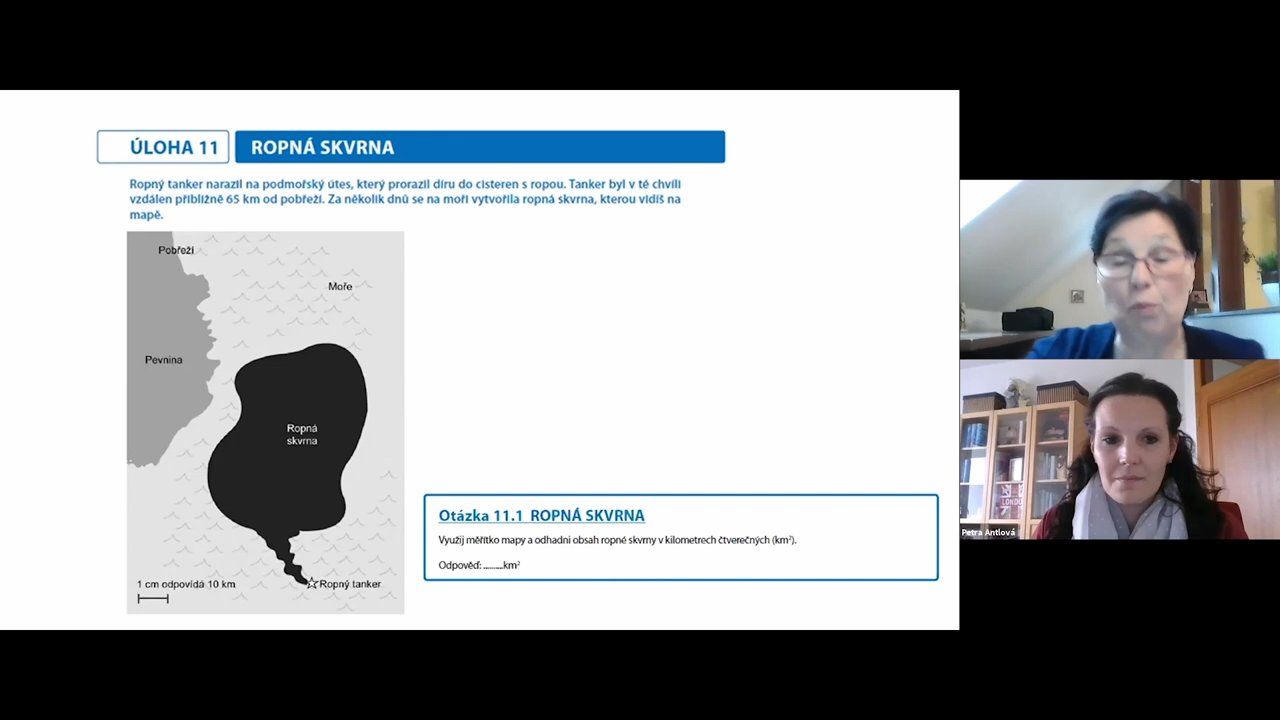 ÚLOHA 11
ROPNÁ SKVRNA
Ropný tanker narazil na podmořský útes, který prorazil díru do cisteren s ropou. Tanker byl v té chvíli
vzdálen přibližně 65 km od pobřeží. Za několik dnů se na moři vytvořila ropná skvrna, kterou vidíš na
mapě.
Pobřeží
Moře
Pevnina
Ropná
skvrna
1 cm odpovídá 10 km
Ropný tanker
Otázka 11.1 ROPNÁ SKVRNA
Využij měřítko mapy a odhadni obsah ropné skvrny v kilometrech čtverečných (km²).
Odpověď: .........km²
LONDON
Petra Antlová